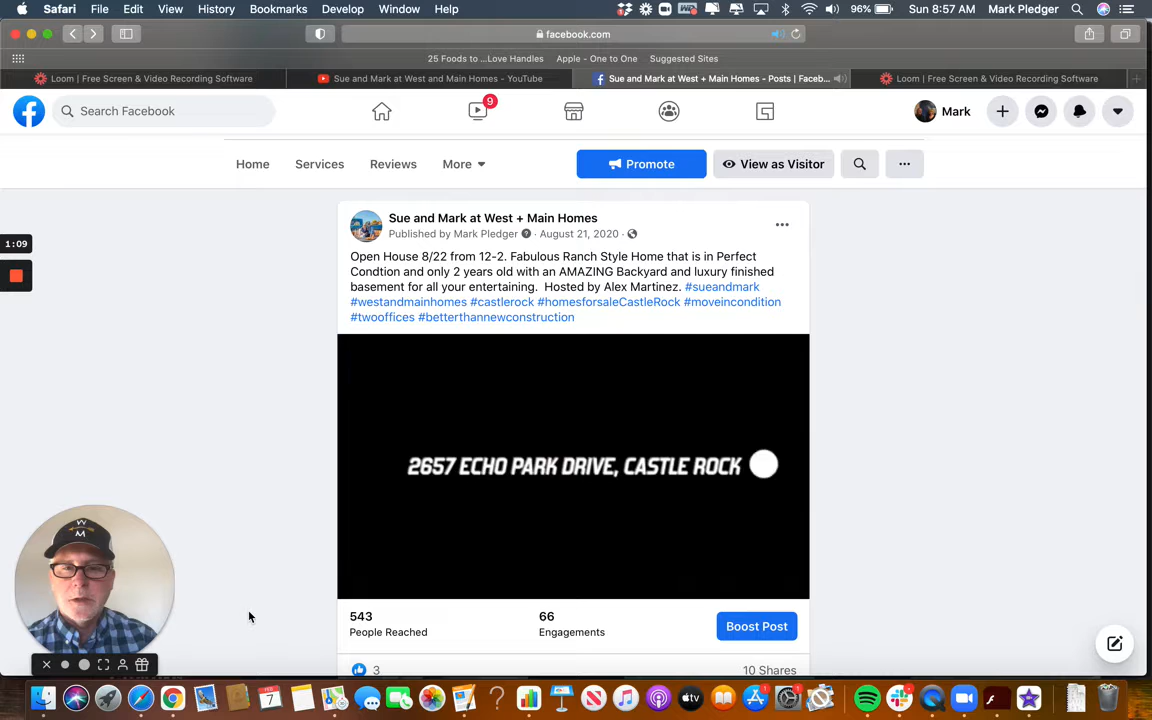 Safari File Edit View History Bookmarks Develop Window Help 96% Sun 8:57 AM Mark Pledger
facebook.com
25 Foods to ...Love Handles Apple - One to One Suggested Sites
Loom | Free Screen & Video Recording Software Sue and Mark at West and Main Homes - YouTube Sue and Mark at West + Main Homes - Posts | Faceb... Loom | Free Screen & Video Recording Software
Search Facebook 9 Mark
Home Services Reviews More Promote View as Visitor
Sue and Mark at West + Main Homes
Published by Mark Pledger · August 21, 2020 ·
Open House 8/22 from 12-2. Fabulous Ranch Style Home that is in Perfect
Condtion and only 2 years old with an AMAZING Backyard and luxury finished
basement for all your entertaining. Hosted by Alex Martinez. #sueandmark
#westandmainhomes #castlerock #homesforsaleCastleRock #moveincondition
#twooffices #betterthannewconstruction
1:09
2657 ECHO PARK DRIVE, CASTLE ROCK
W
M
543 66
People Reached Engagements Boost Post
3 10 Shares
7